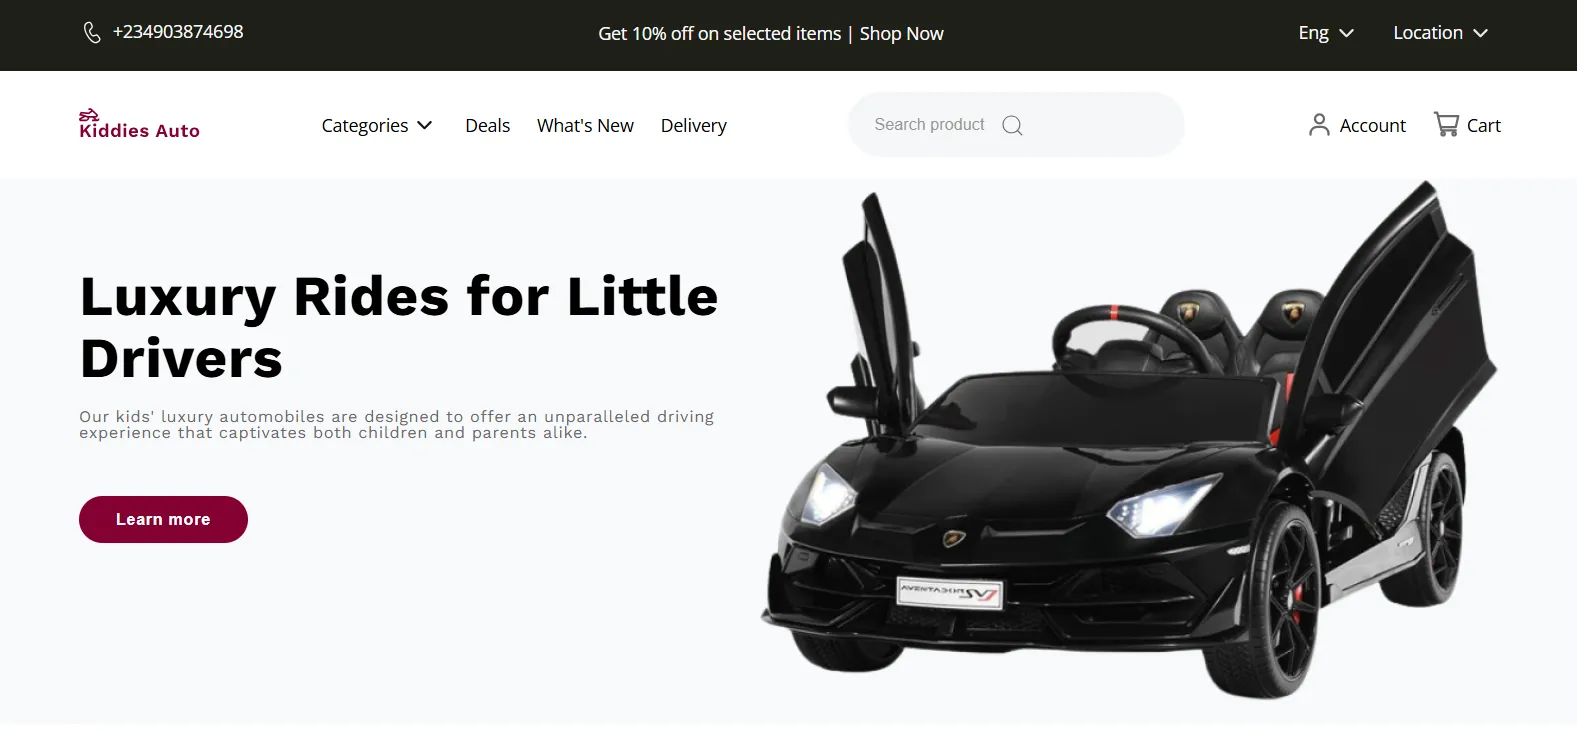 +234903874698
Get 10% off on selected items | Shop Now
Eng
Location
Kiddies Auto
Categories
Deals
What's New
Delivery
Search product
Account
Cart
Luxury Rides for Little
Drivers
Our kids' luxury automobiles are designed to offer an unparalleled driving
experience that captivates both children and parents alike.
Learn more
AVENTADOR SVJ